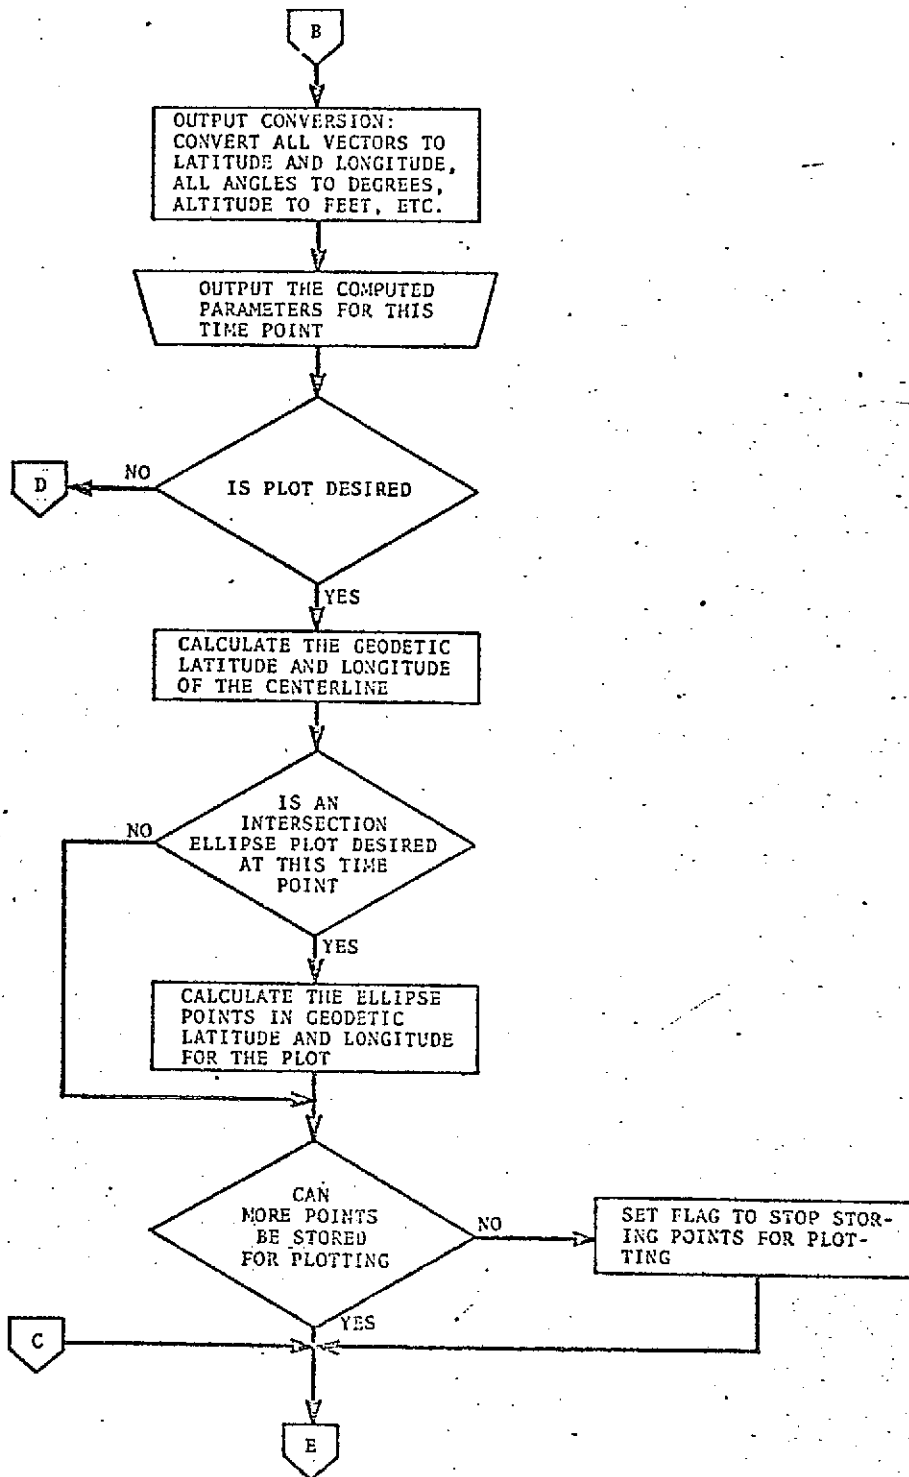 B
OUTPUT CONVERSION:
CONVERT ALL VECTORS TO
LATITUDE AND LONGITUDE,
ALL ANGLES TO DEGREES,
ALTITUDE TO FEET, ETC.
OUTPUT THE COMPUTED
PARAMETERS FOR THIS
TIME POINT
IS PLOT DESIRED
NO
D
YES
CALCULATE THE GEODETIC
LATITUDE AND LONGITUDE
OF THE CENTERLINE
IS AN
INTERSECTION
ELLIPSE PLOT DESIRED
AT THIS TIME
POINT
NO
YES
CALCULATE THE ELLIPSE
POINTS IN GEODETIC
LATITUDE AND LONGITUDE
FOR THE PLOT
CAN
MORE POINTS
BE STORED
FOR PLOTTING
NO
SET FLAG TO STOP STOR-
ING POINTS FOR PLOT-
TING
YES
C
E